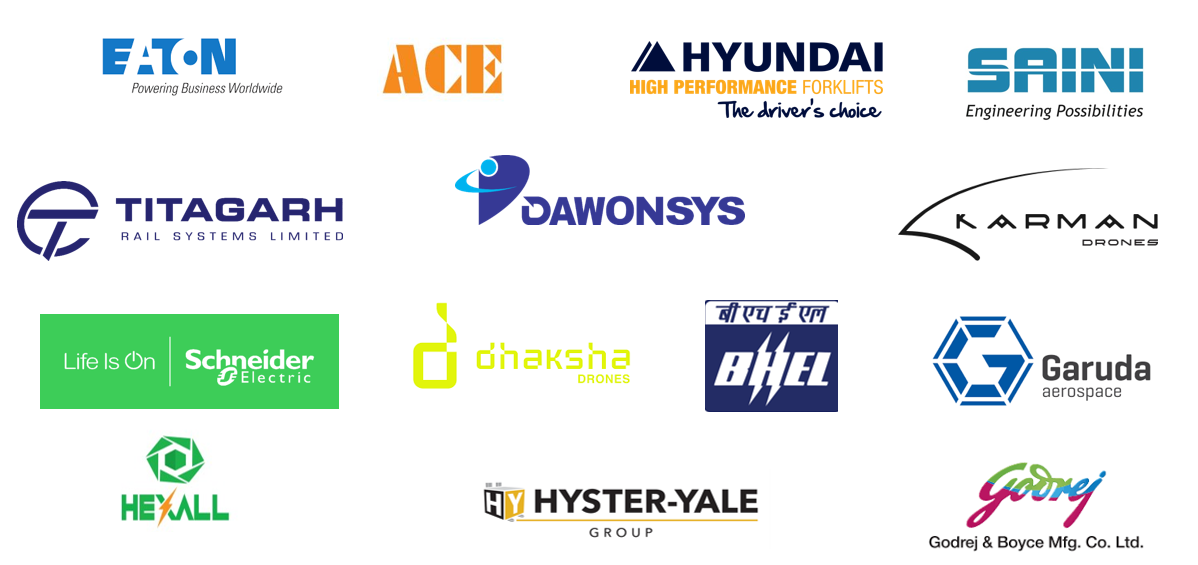 EATON
Powering Business Worldwide
ACE
HYUNDAI
HIGH PERFORMANCE FORKLIFTS
The driver's choice
SAINI
Engineering Possibilities
TITAGARH
RAIL SYSTEMS LIMITED
DAWONSYS
KARMAN
DRONES
Life Is On
Schneider
Electric
dhaksha
DRONES
बी एच ई एल
BHEL
Garuda
aerospace
HEXALL
HY HYSTER-YALE
GROUP
Godrej
Godrej & Boyce Mfg. Co. Ltd.